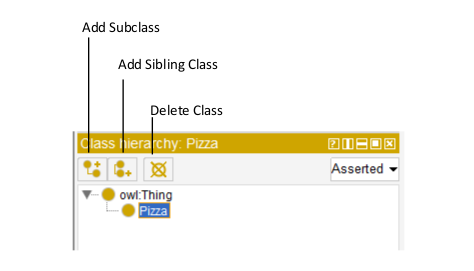 Add Subclass
Add Sibling Class
Delete Class
Class hierarchy: Pizza
Asserted
owl:Thing
Pizza